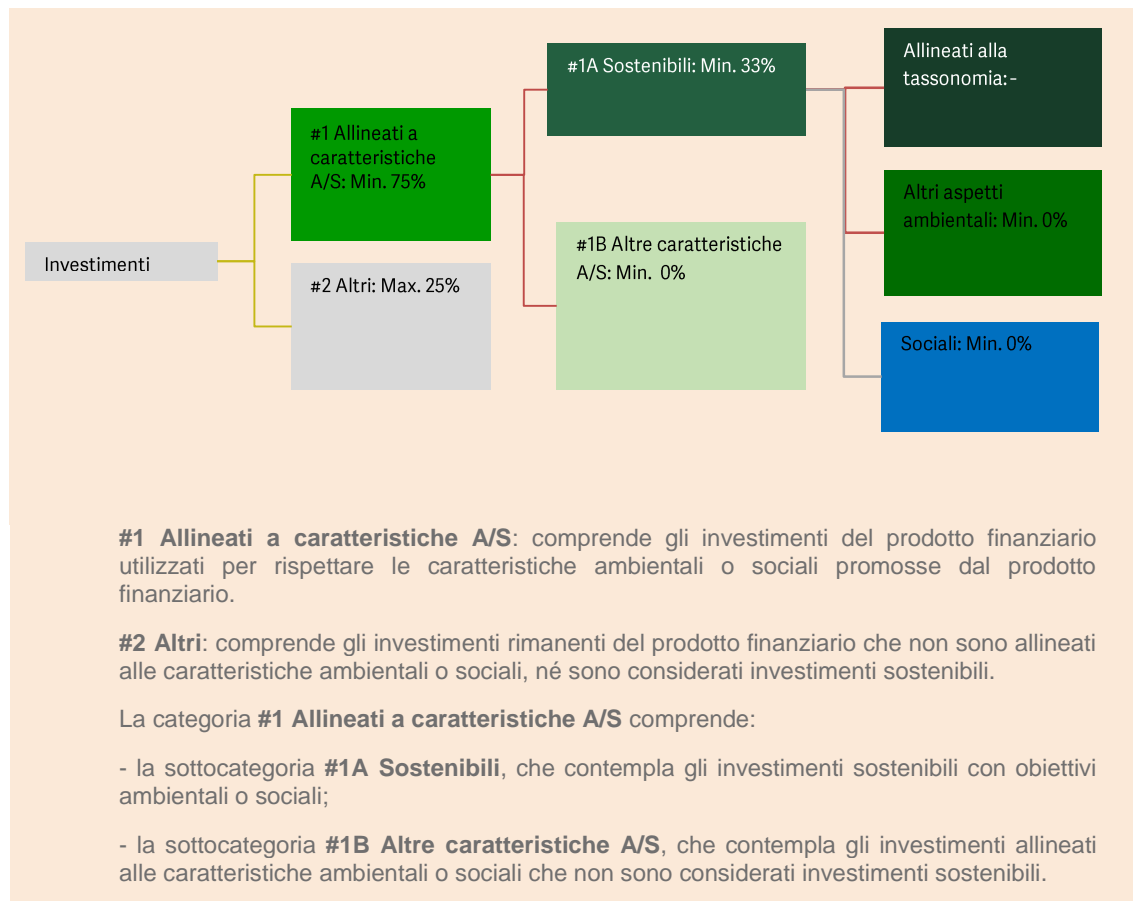 Investimenti
#1 Allineati a
caratteristiche
A/S: Min. 75%
#2 Altri: Max. 25%
#1A Sostenibili: Min. 33%
#1B Altre caratteristiche
A/S: Min. 0%
Allineati alla
tassonomia:-
Altri aspetti
ambientali: Min. 0%
Sociali: Min. 0%
#1 Allineati a caratteristiche A/S: comprende gli investimenti del prodotto finanziario
utilizzati per rispettare le caratteristiche ambientali o sociali promosse dal prodotto
finanziario.
#2 Altri: comprende gli investimenti rimanenti del prodotto finanziario che non sono allineati
alle caratteristiche ambientali o sociali, né sono considerati investimenti sostenibili.
La categoria #1 Allineati a caratteristiche A/S comprende:
- la sottocategoria #1A Sostenibili, che contempla gli investimenti sostenibili con obiettivi
ambientali o sociali;
- la sottocategoria #1B Altre caratteristiche A/S, che contempla gli investimenti allineati
alle caratteristiche ambientali o sociali che non sono considerati investimenti sostenibili.